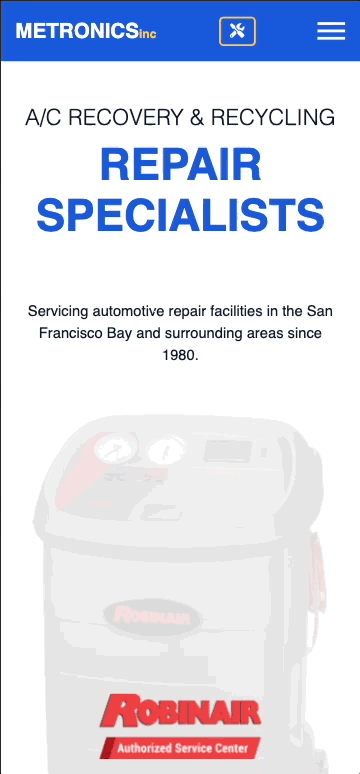 METRONICSinc
A/C RECOVERY & RECYCLING
REPAIR
SPECIALISTS
Servicing automotive repair facilities in the San
Francisco Bay and surrounding areas since
1980.
ROBINAIR
ROBINAIR
Authorized Service Center